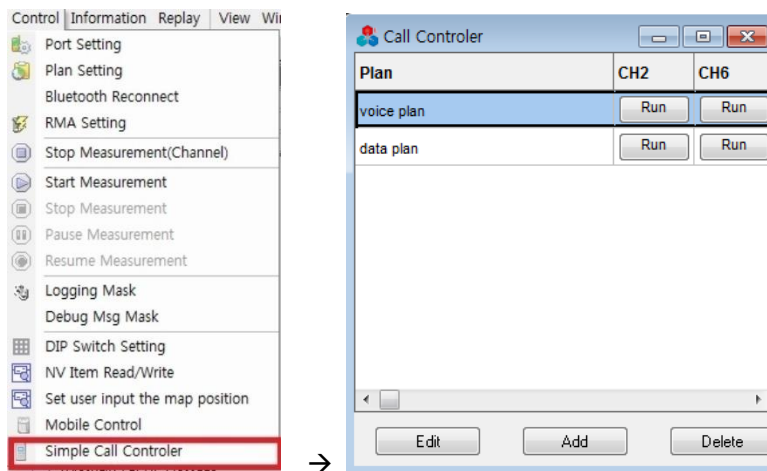 Control Information Replay View Wi
Port Setting
Plan Setting
Bluetooth Reconnect
RMA Setting
Stop Measurement(Channel)
Start Measurement
Stop Measurement
Pause Measurement
Resume Measurement
Logging Mask
Debug Msg Mask
DIP Switch Setting
NV Item Read/Write
Set user input the map position
Mobile Control
Simple Call Controler
→
Call Controler
Plan CH2 CH6
voice plan Run Run
data plan Run Run
Edit Add Delete